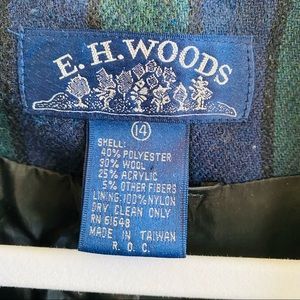 E. H. WOODS
14
SHELL:
40% POLYESTER
30% WOOL
25% ACRYLIC
5% OTHER FIBERS
LINING: 100% NYLON
DRY CLEAN ONLY
RN 61648
MADE IN TAIWAN
R. O. C.